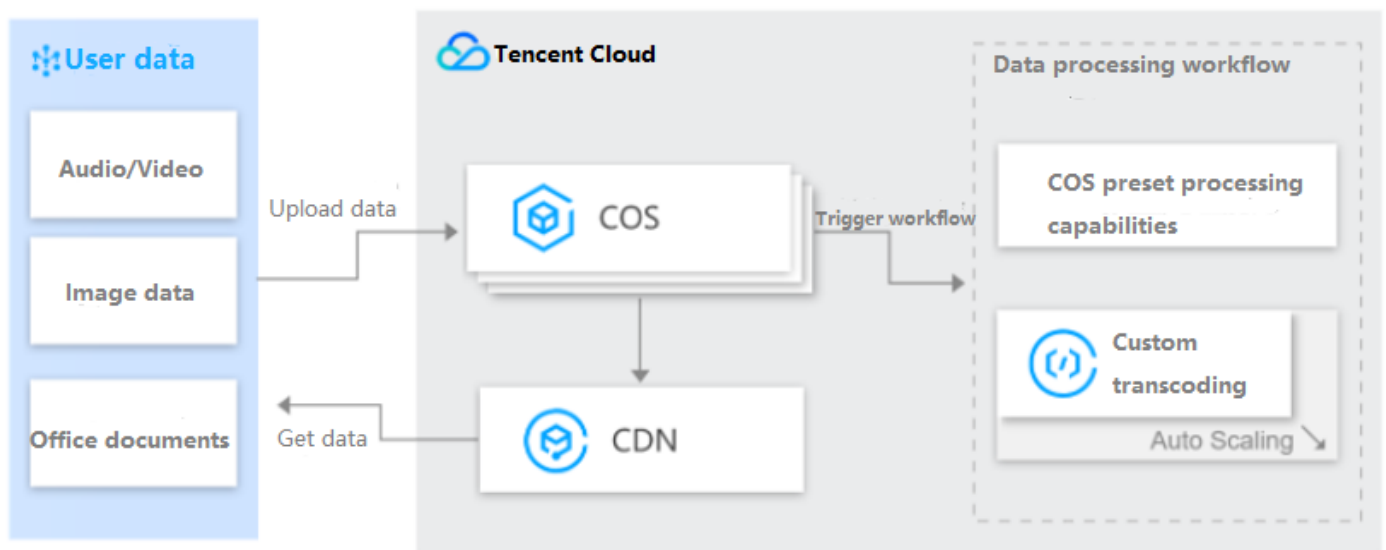 User data
Audio/Video
Image data
Office documents
Upload data
Get data
Tencent Cloud
COS
CDN
Trigger workflow
Data processing workflow
COS preset processing
capabilities
Custom
transcoding
Auto Scaling